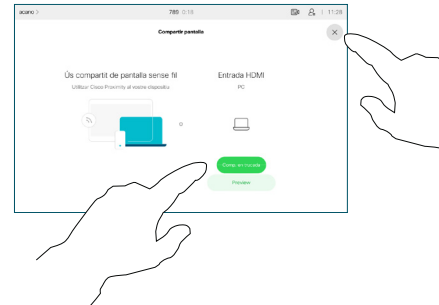 acano >
780 0:18
11:28
Compartir pantalla
Ús compartit de pantalla sense fil
Utilitzar Cisco Proximity al vostre dispositiu
o
Entrada HDMI
PC
Preview